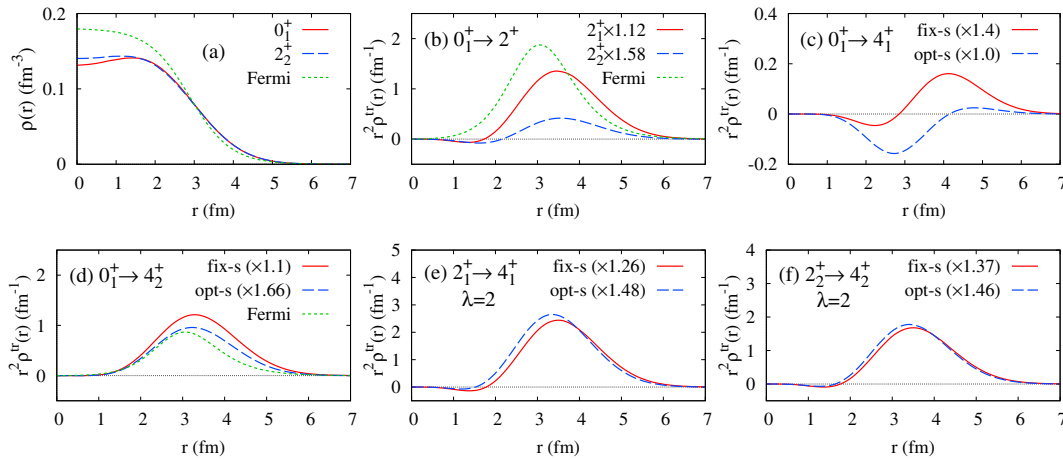 0.2
0.1
0
ρ(r) (fm⁻³)
(a)
0₁⁺
2₂⁺
Fermi
0 1 2 3 4 5 6 7
r (fm)
2
1
0
r²ρᵗʳ(r) (fm⁻¹)
(b) 0₁⁺→ 2⁺
2₁⁺×1.12
2₂⁺×1.58
Fermi
0 1 2 3 4 5 6 7
r (fm)
0.4
0.2
0
-0.2
r²ρᵗʳ(r) (fm⁻¹)
(c) 0₁⁺→ 4₁⁺
fix-s (×1.4)
opt-s (×1.0)
0 1 2 3 4 5 6 7
r (fm)
2
1
0
r²ρᵗʳ(r) (fm⁻¹)
(d) 0₁⁺→ 4₂⁺
fix-s (×1.1)
opt-s (×1.66)
Fermi
0 1 2 3 4 5 6 7
r (fm)
5
4
3
2
1
0
r²ρᵗʳ(r) (fm⁻¹)
(e) 2₁⁺→ 4₁⁺
λ=2
fix-s (×1.26)
opt-s (×1.48)
0 1 2 3 4 5 6 7
r (fm)
4
3
2
1
0
r²ρᵗʳ(r) (fm⁻¹)
(f) 2₂⁺→ 4₂⁺
λ=2
fix-s (×1.37)
opt-s (×1.46)
0 1 2 3 4 5 6 7
r (fm)